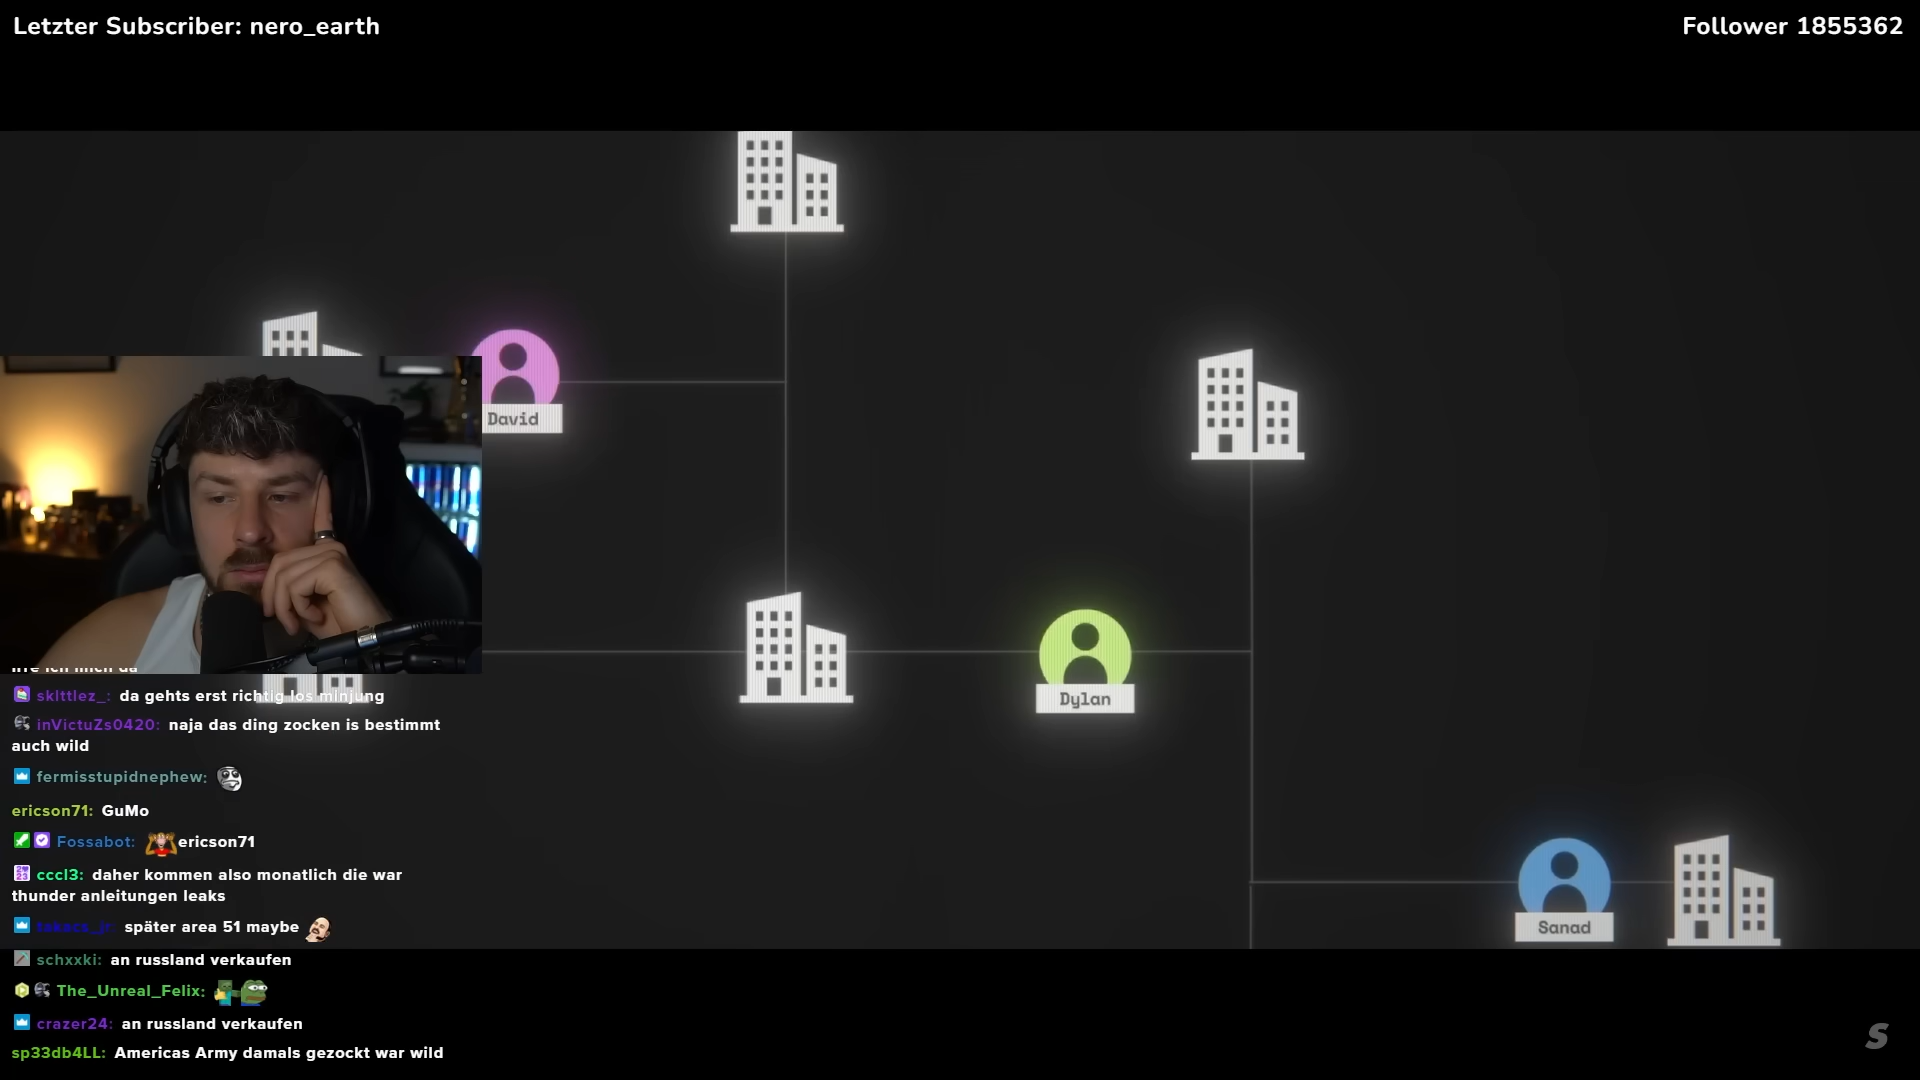 Letzter Subscriber: nero_earth
Follower 1855362
David
Dylan
Sanad
skittlez_: da gehts erst richtig los minjung
inVictuZs0420: naja das ding zocken is bestimmt
auch wild
fermisstupidnephew:
ericson71: GuMo
Fossabot: ericson71
cccl3: daher kommen also monatlich die war
thunder anleitungen leaks
später area 51 maybe
schxxki: an russland verkaufen
The_Unreal_Felix:
crazer24: an russland verkaufen
sp33db4LL: Americas Army damals gezockt war wild
S